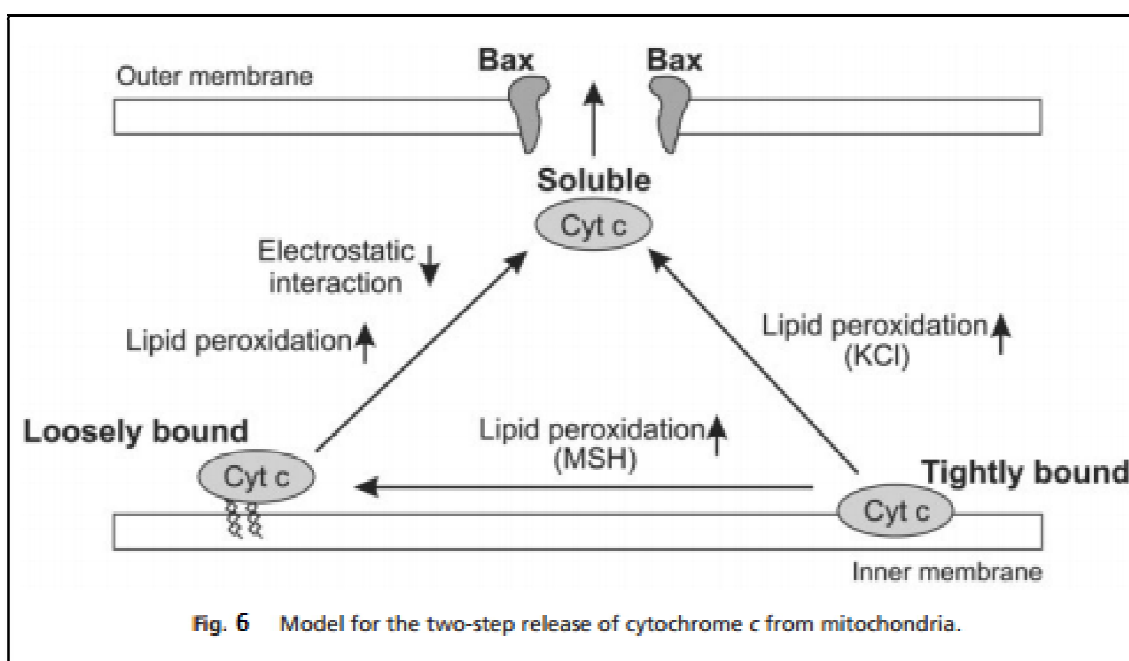 Bax
Bax
Outer membrane
Soluble
Cyt c
Electrostatic
interaction
Lipid peroxidation
Lipid peroxidation
(KCl)
Loosely bound
Cyt c
Lipid peroxidation
(MSH)
Tightly bound
Cyt c
Inner membrane
Fig. 6 Model for the two-step release of cytochrome c from mitochondria.